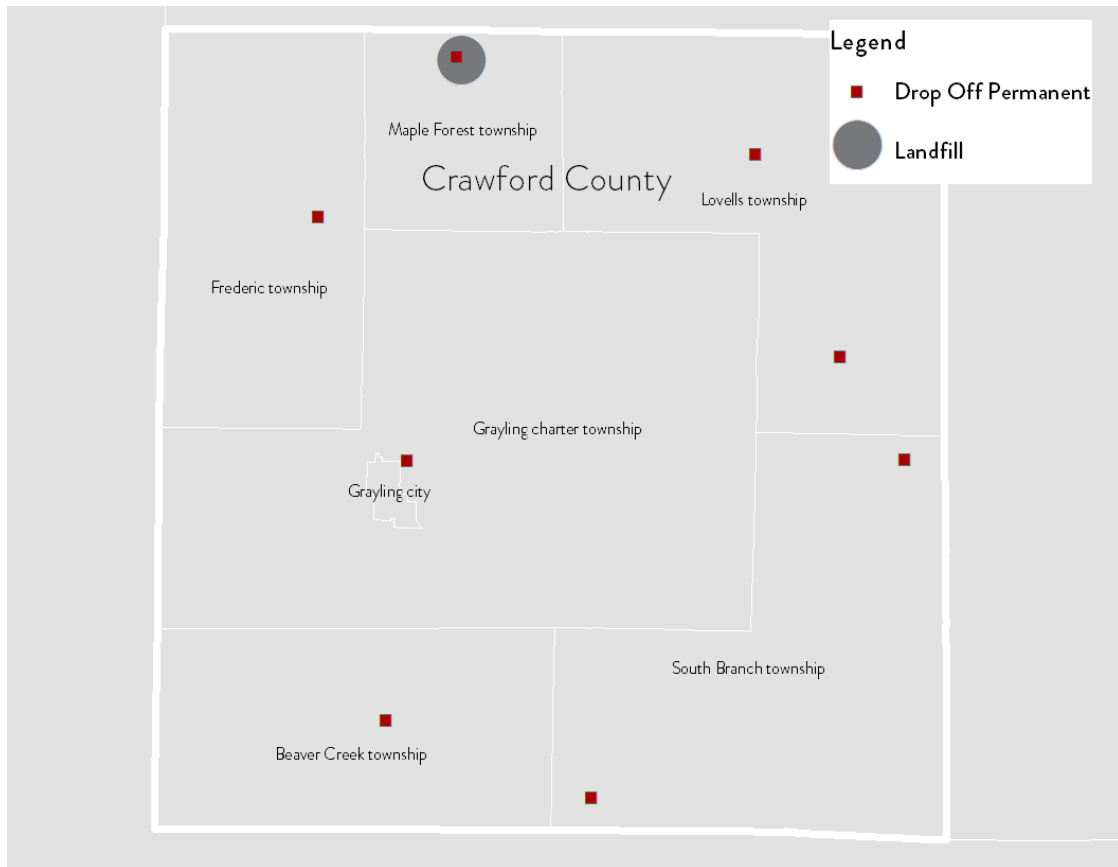 Legend
Drop Off Permanent
Landfill
Maple Forest township
Crawford County
Lovells township
Frederic township
Grayling charter township
Grayling city
South Branch township
Beaver Creek township